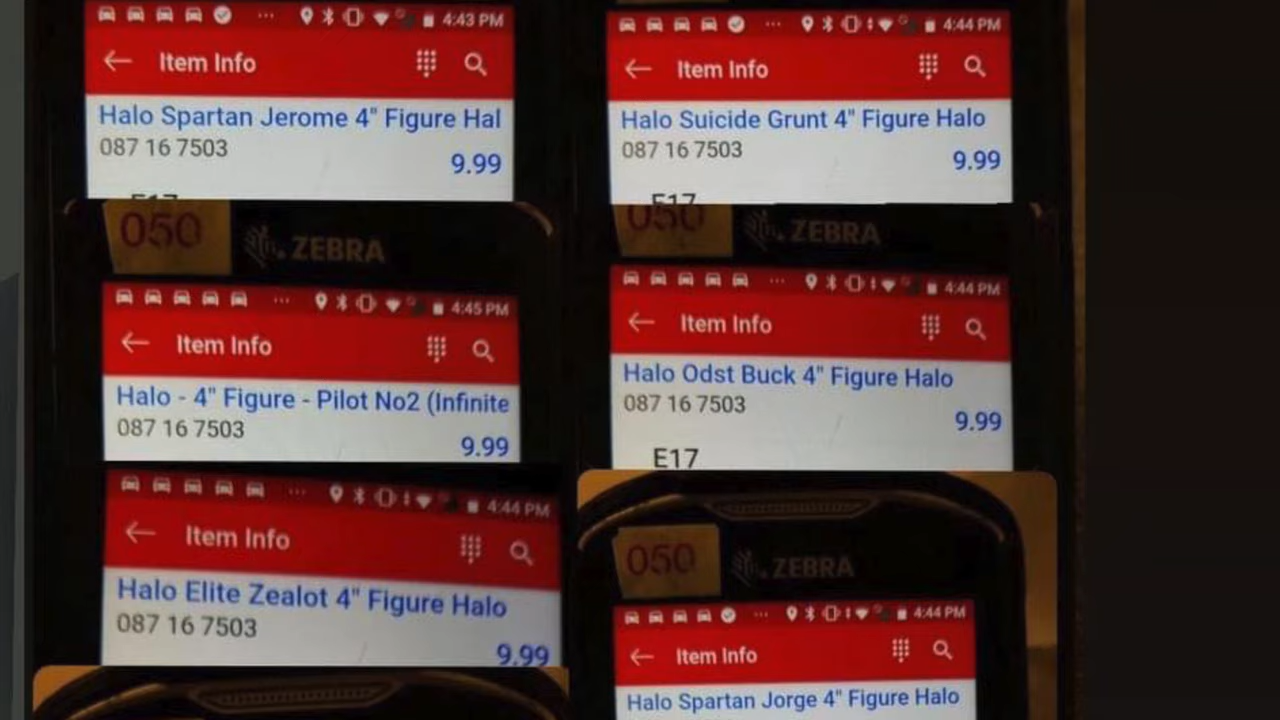 4:43 PM
Item Info
Halo Spartan Jerome 4" Figure Hal
087 16 7503
9.99
E17
4:44 PM
Item Info
Halo Suicide Grunt 4" Figure Halo
087 16 7503
9.99
E17
050
ZEBRA
4:45 PM
Item Info
Halo - 4" Figure - Pilot No2 (Infinite
087 16 7503
9.99
050
ZEBRA
4:44 PM
Item Info
Halo Odst Buck 4" Figure Halo
087 16 7503
9.99
E17
4:44 PM
Item Info
Halo Elite Zealot 4" Figure Halo
087 16 7503
9.99
050
ZEBRA
4:44 PM
Item Info
Halo Spartan Jorge 4" Figure Halo